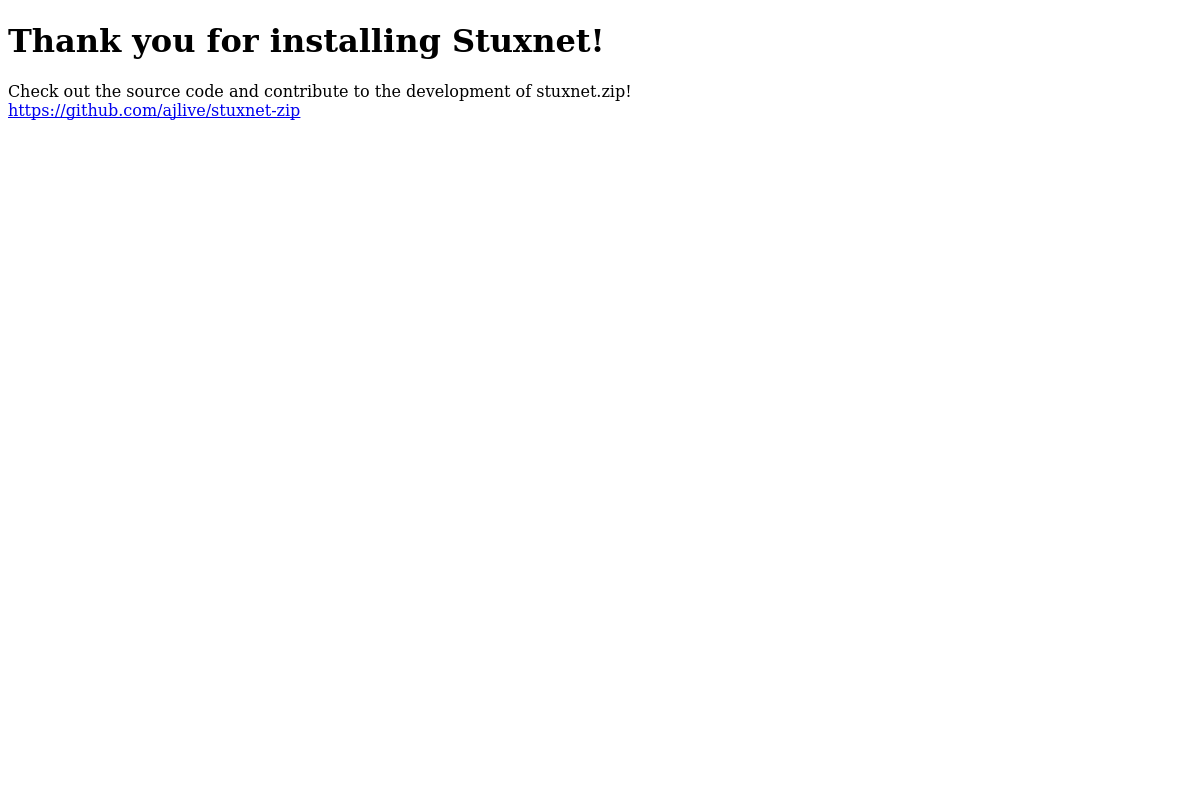 Thank you for installing Stuxnet!
Check out the source code and contribute to the development of stuxnet.zip!
https://github.com/ajlive/stuxnet-zip